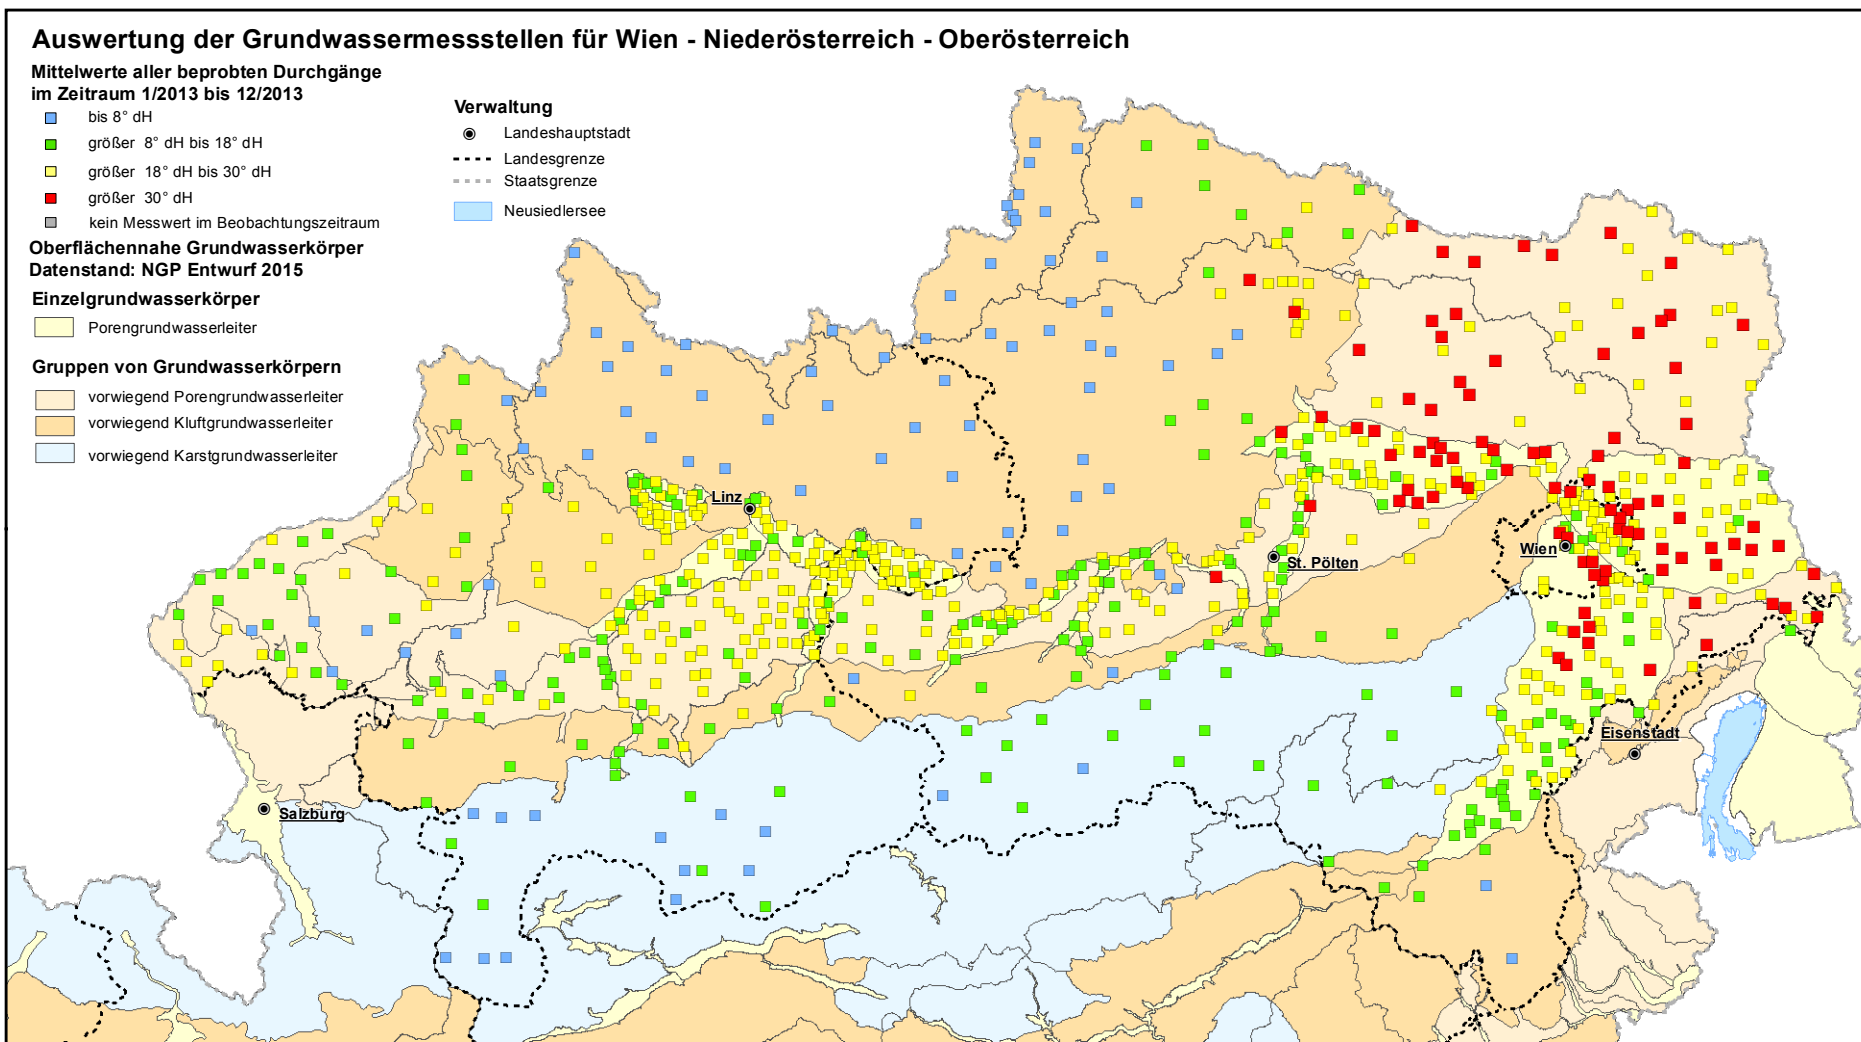 Auswertung der Grundwassermessstellen für Wien - Niederösterreich - Oberösterreich
Mittelwerte aller beprobten Durchgänge
im Zeitraum 1/2013 bis 12/2013
bis 8° dH
größer 8° dH bis 18° dH
größer 18° dH bis 30° dH
größer 30° dH
kein Messwert im Beobachtungszeitraum
Oberflächennahe Grundwasserkörper
Datenstand: NGP Entwurf 2015
Einzelgrundwasserkörper
Porengrundwasserleiter
Gruppen von Grundwasserkörpern
vorwiegend Porengrundwasserleiter
vorwiegend Kluftgrundwasserleiter
vorwiegend Karstgrundwasserleiter
Verwaltung
Landeshauptstadt
Landesgrenze
Staatsgrenze
Neusiedlersee
Linz
Wien
St. Pölten
Eisenstadt
Salzburg